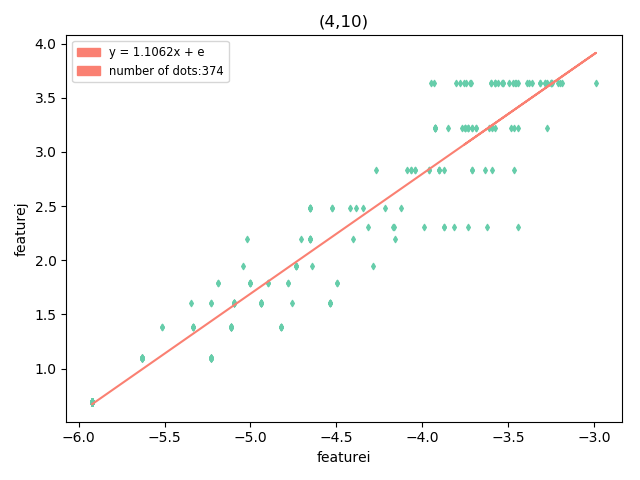 (4,10)
y = 1.1062x + e
number of dots:374
4.0
3.5
3.0
2.5
2.0
1.5
1.0
featurej
−6.0 −5.5 −5.0 −4.5 −4.0 −3.5 −3.0
featurei